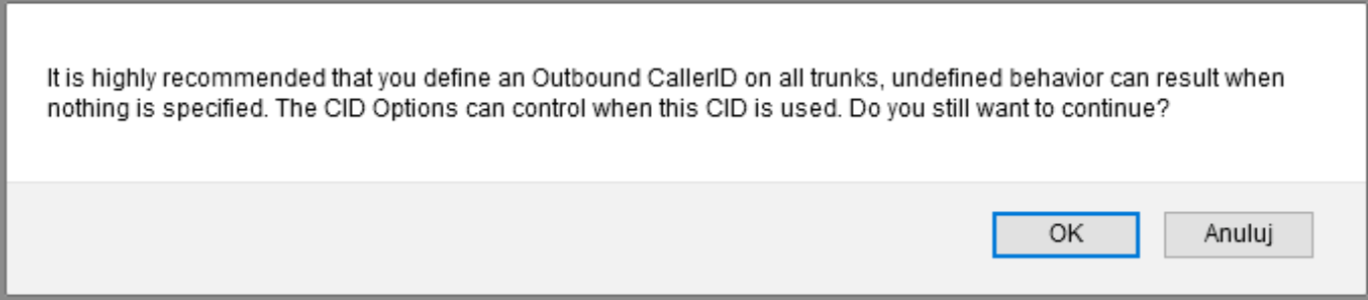 It is highly recommended that you define an Outbound CallerID on all trunks, undefined behavior can result when
nothing is specified. The CID Options can control when this CID is used. Do you still want to continue?
OK
Anuluj